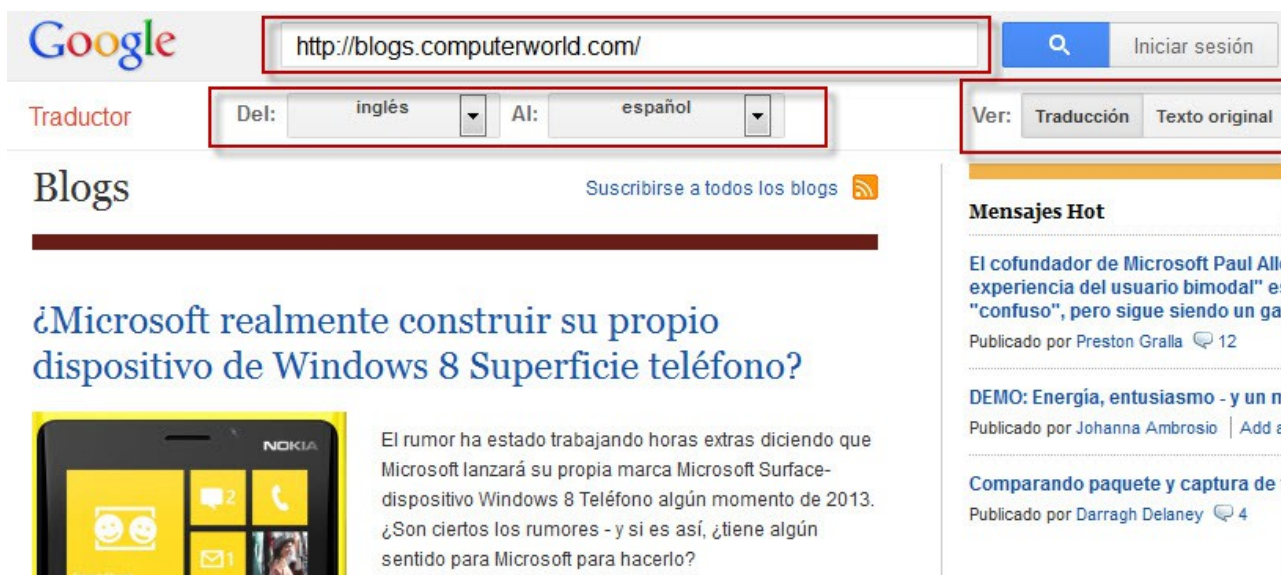 Google
http://blogs.computerworld.com/
Iniciar sesión
Traductor
Del: inglés Al: español
Ver: Traducción Texto original
Blogs
Suscribirse a todos los blogs
¿Microsoft realmente construir su propio
dispositivo de Windows 8 Superficie teléfono?
NOKIA
2
1
El rumor ha estado trabajando horas extras diciendo que
Microsoft lanzará su propia marca Microsoft Surface-
dispositivo Windows 8 Teléfono algún momento de 2013.
¿Son ciertos los rumores - y si es así, ¿tiene algún
sentido para Microsoft para hacerlo?
Mensajes Hot
El cofundador de Microsoft Paul
experiencia del usuario bimodal"
"confuso", pero sigue siendo un
Publicado por Preston Gralla 12
DEMO: Energía, entusiasmo - y un
Publicado por Johanna Ambrosio | Add
Comparando paquete y captura de
Publicado por Darragh Delaney 4